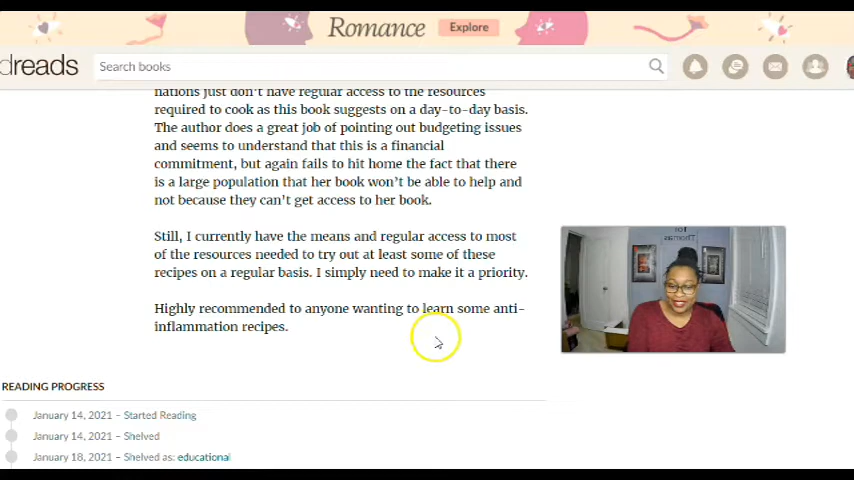 Romance Explore
dreads Search books
nations just don't have regular access to the resources
required to cook as this book suggests on a day-to-day basis.
The author does a great job of pointing out budgeting issues
and seems to understand that this is a financial
commitment, but again fails to hit home the fact that there
is a large population that her book won't be able to help and
not because they can't get access to her book.
Still, I currently have the means and regular access to most
of the resources needed to try out at least some of these
recipes on a regular basis. I simply need to make it a priority.
Highly recommended to anyone wanting to learn some anti-
inflammation recipes.
READING PROGRESS
January 14, 2021 – Started Reading
January 14, 2021 – Shelved
January 18, 2021 – Shelved as: educational